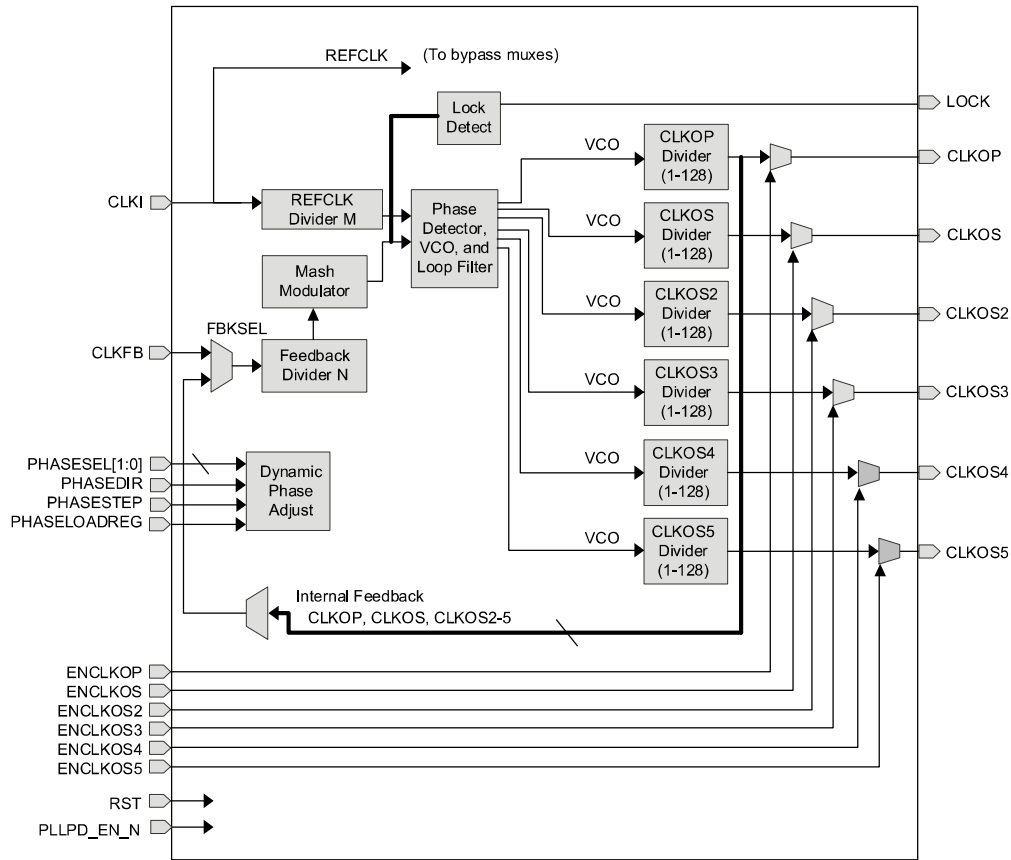 REFCLK (To bypass muxes)
Lock
Detect
LOCK
VCO
CLKOP
Divider
(1-128)
CLKOP
CLKI
REFCLK
Divider M
Phase
Detector,
VCO, and
Loop Filter
VCO
CLKOS
Divider
(1-128)
CLKOS
Mash
Modulator
VCO
CLKOS2
Divider
(1-128)
CLKOS2
FBKSEL
CLKFB
Feedback
Divider N
VCO
CLKOS3
Divider
(1-128)
CLKOS3
PHASESEL[1:0]
PHASEDIR
PHASESTEP
PHASELOADREG
Dynamic
Phase
Adjust
VCO
CLKOS4
Divider
(1-128)
CLKOS4
VCO
CLKOS5
Divider
(1-128)
CLKOS5
Internal Feedback
CLKOP, CLKOS, CLKOS2-5
ENCLKOP
ENCLKOS
ENCLKOS2
ENCLKOS3
ENCLKOS4
ENCLKOS5
RST
PLLPD_EN_N